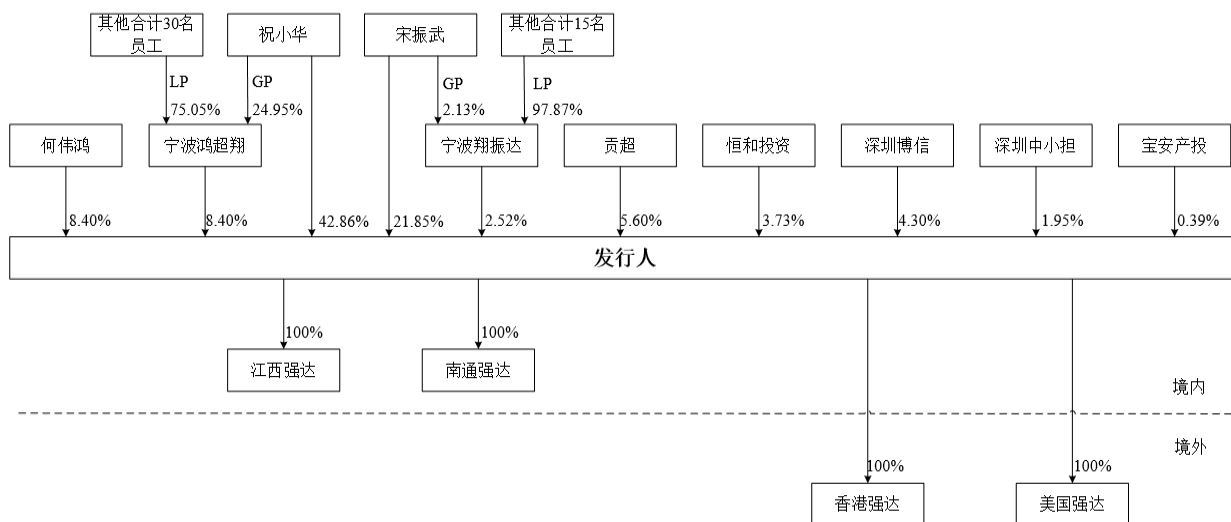 其他合计30名
员工
祝小华
宋振武
其他合计15名
员工
LP
GP
GP
LP
75.05%
24.95%
2.13%
97.87%
何伟鸿
宁波鸿超翔
宁波翔振达
贡超
恒和投资
深圳博信
深圳中小担
宝安产投
8.40%
8.40%
42.86%
21.85%
2.52%
5.60%
3.73%
4.30%
1.95%
0.39%
发行人
100%
100%
江西强达
南通强达
境内
境外
100%
100%
香港强达
美国强达